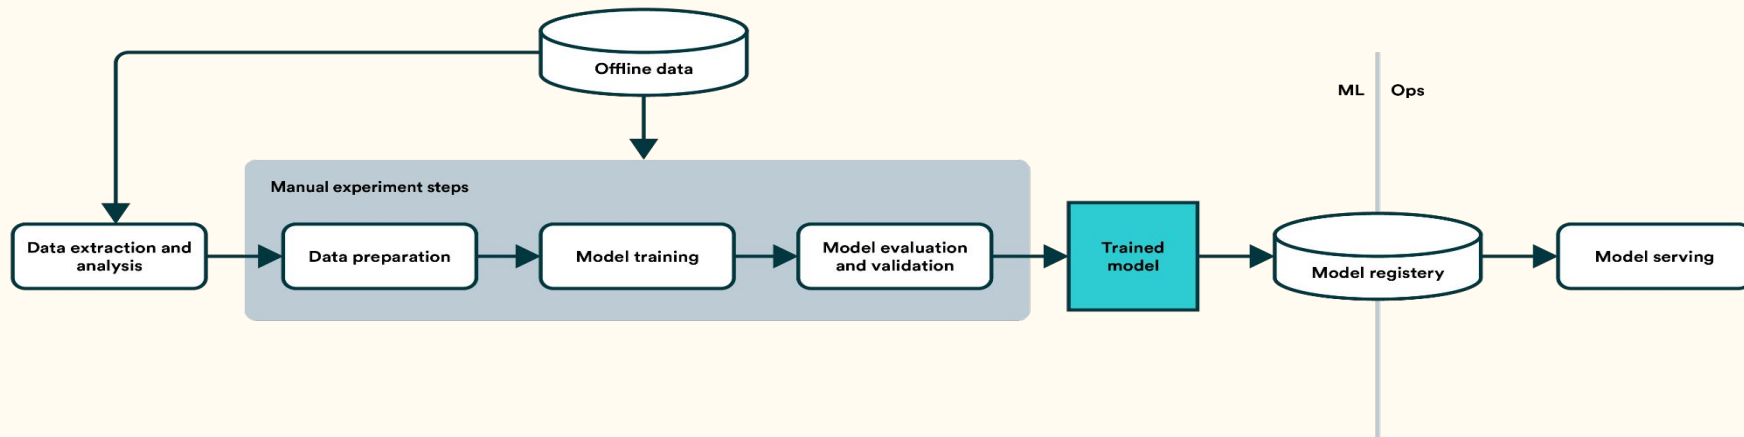 Offline data
ML
Ops
Manual experiment steps
Data extraction and
analysis
Data preparation
Model training
Model evaluation
and validation
Trained
model
Model registery
Model serving